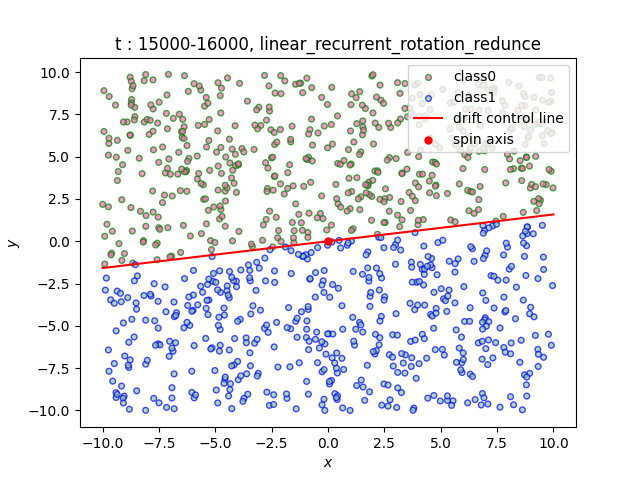 t : 15000-16000, linear_recurrent_rotation_redunce
class0
class1
drift control line
spin axis
10.0
7.5
5.0
2.5
0.0
−2.5
−5.0
−7.5
−10.0
y
−10.0 −7.5 −5.0 −2.5 0.0 2.5 5.0 7.5 10.0
x